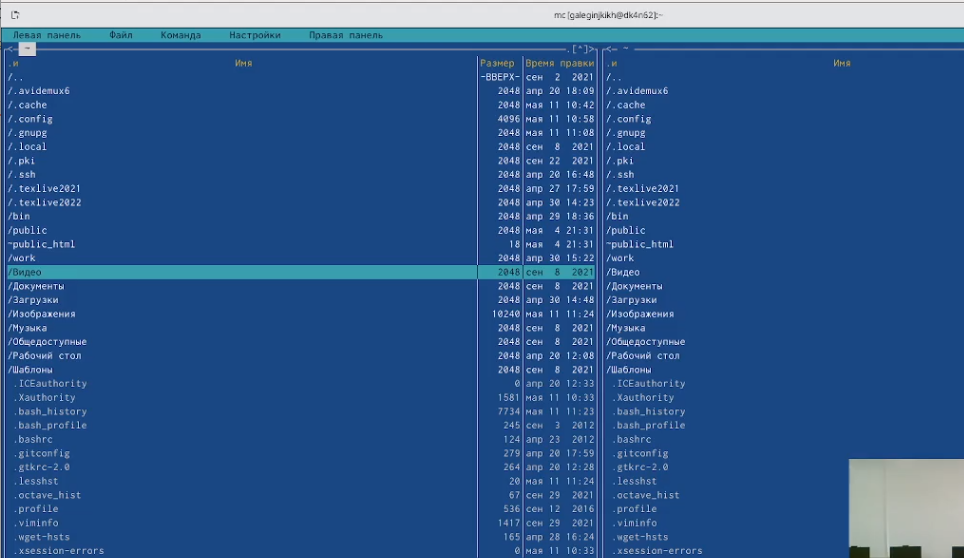 mc [galeginjkikh@dk4n62]:~
Левая панель Файл Команда Настройки Правая панель
<- ~ .[^]> <- ~
.и Имя Размер Время правки .и Имя
/.. -ВВЕРХ- сен 2 2021 /..
/.avidemux6 2048 апр 20 18:09 /.avidemux6
/.cache 2048 мая 11 10:42 /.cache
/.config 4096 мая 11 10:58 /.config
/.gnupg 2048 мая 11 11:08 /.gnupg
/.local 2048 сен 8 2021 /.local
/.pki 2048 сен 22 2021 /.pki
/.ssh 2048 апр 20 16:48 /.ssh
/.texlive2021 2048 апр 27 17:59 /.texlive2021
/.texlive2022 2048 апр 30 14:23 /.texlive2022
/bin 2048 апр 29 18:36 /bin
/public 2048 мая 4 21:31 /public
~public_html 18 мая 4 21:31 ~public_html
/work 2048 апр 30 15:22 /work
/Видео 2048 сен 8 2021 /Видео
/Документы 2048 сен 8 2021 /Документы
/Загрузки 2048 апр 30 14:48 /Загрузки
/Изображения 10240 мая 11 11:24 /Изображения
/Музыка 2048 сен 8 2021 /Музыка
/Общедоступные 2048 сен 8 2021 /Общедоступные
/Рабочий стол 2048 апр 20 12:08 /Рабочий стол
/Шаблоны 2048 сен 8 2021 /Шаблоны
.ICEauthority 0 апр 20 12:33 .ICEauthority
.Xauthority 1581 мая 11 10:33 .Xauthority
.bash_history 7734 мая 11 11:23 .bash_history
.bash_profile 245 сен 3 2012 .bash_profile
.bashrc 124 апр 23 2012 .bashrc
.gitconfig 279 апр 20 17:59 .gitconfig
.gtkrc-2.0 264 апр 20 12:28 .gtkrc-2.0
.lesshst 20 мая 11 11:24 .lesshst
.octave_hist 67 сен 29 2021 .octave_hist
.profile 536 сен 12 2016 .profile
.viminfo 1417 сен 29 2021 .viminfo
.wget-hsts 165 апр 28 16:24 .wget-hsts
.xsession-errors 0 мая 11 10:33 .xsession-errors